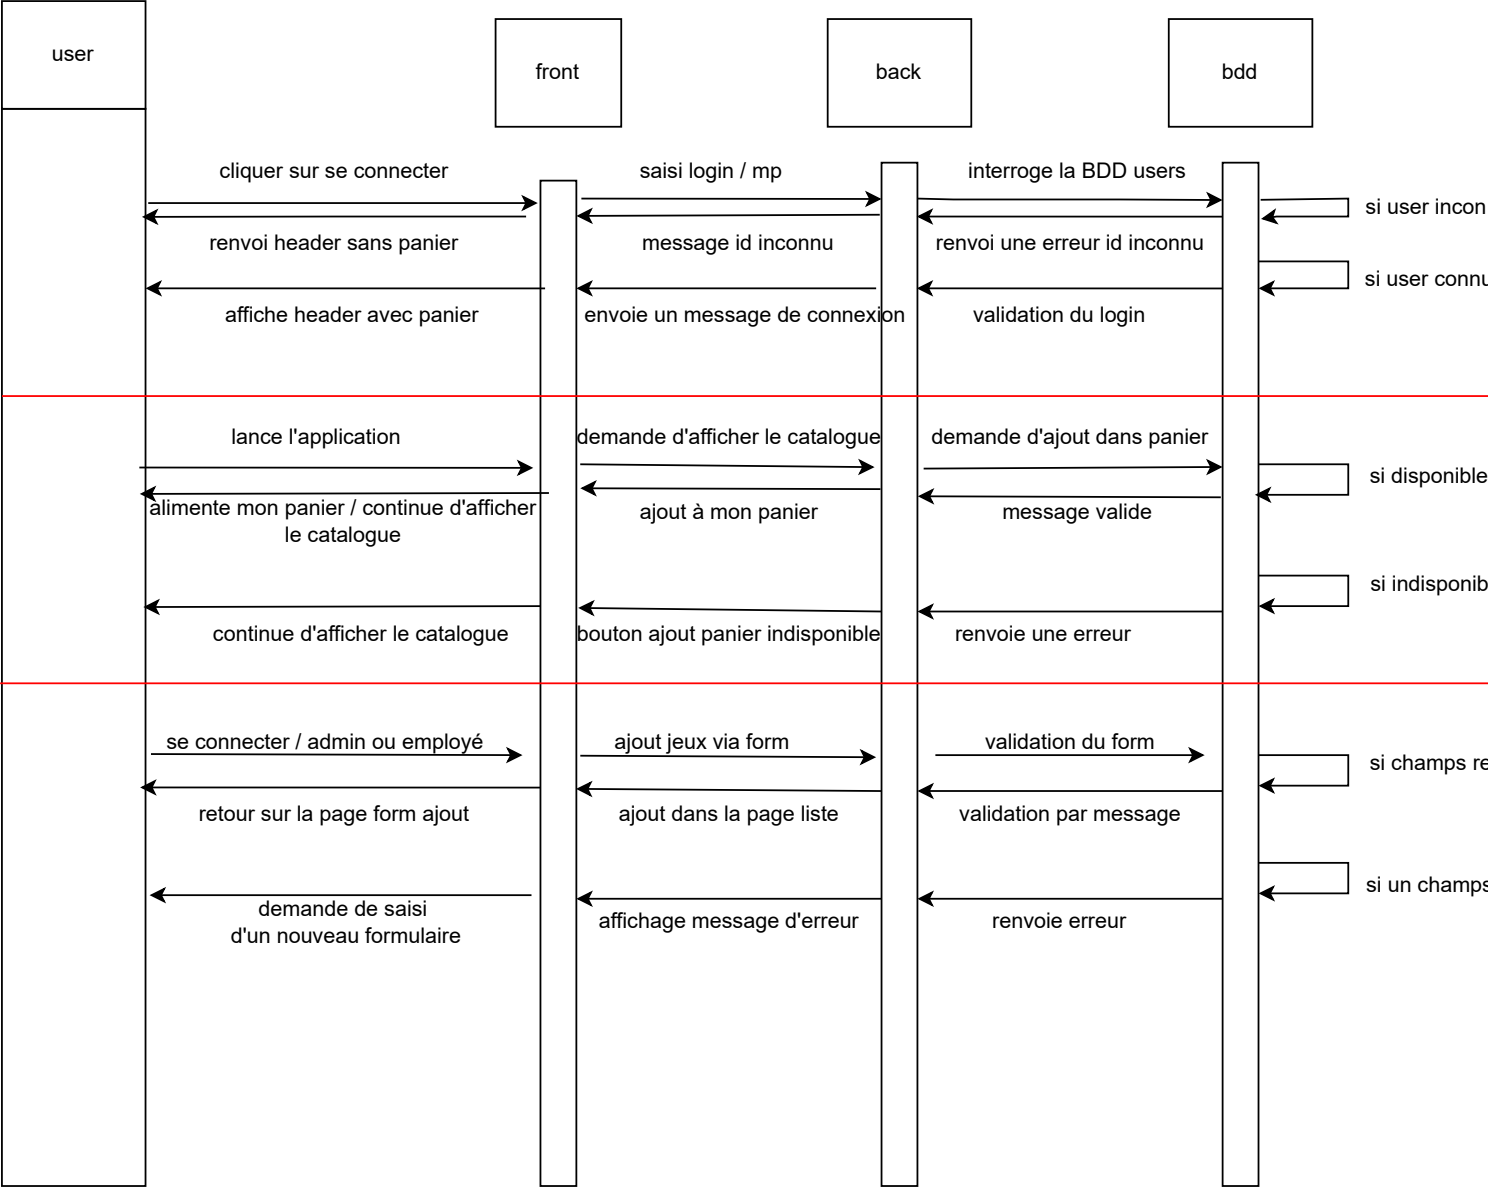 user
front
back
bdd
cliquer sur se connecter
saisi login / mp
interroge la BDD users
si user incon
renvoi header sans panier
message id inconnu
renvoi une erreur id inconnu
si user connu
affiche header avec panier
envoie un message de connexion
validation du login
lance l'application
demande d'afficher le catalogue
demande d'ajout dans panier
si disponible
alimente mon panier / continue d'afficher
le catalogue
ajout à mon panier
message valide
si indisponib
continue d'afficher le catalogue
bouton ajout panier indisponible
renvoie une erreur
se connecter / admin ou employé
ajout jeux via form
validation du form
si champs re
retour sur la page form ajout
ajout dans la page liste
validation par message
si un champs
demande de saisi
d'un nouveau formulaire
affichage message d'erreur
renvoie erreur